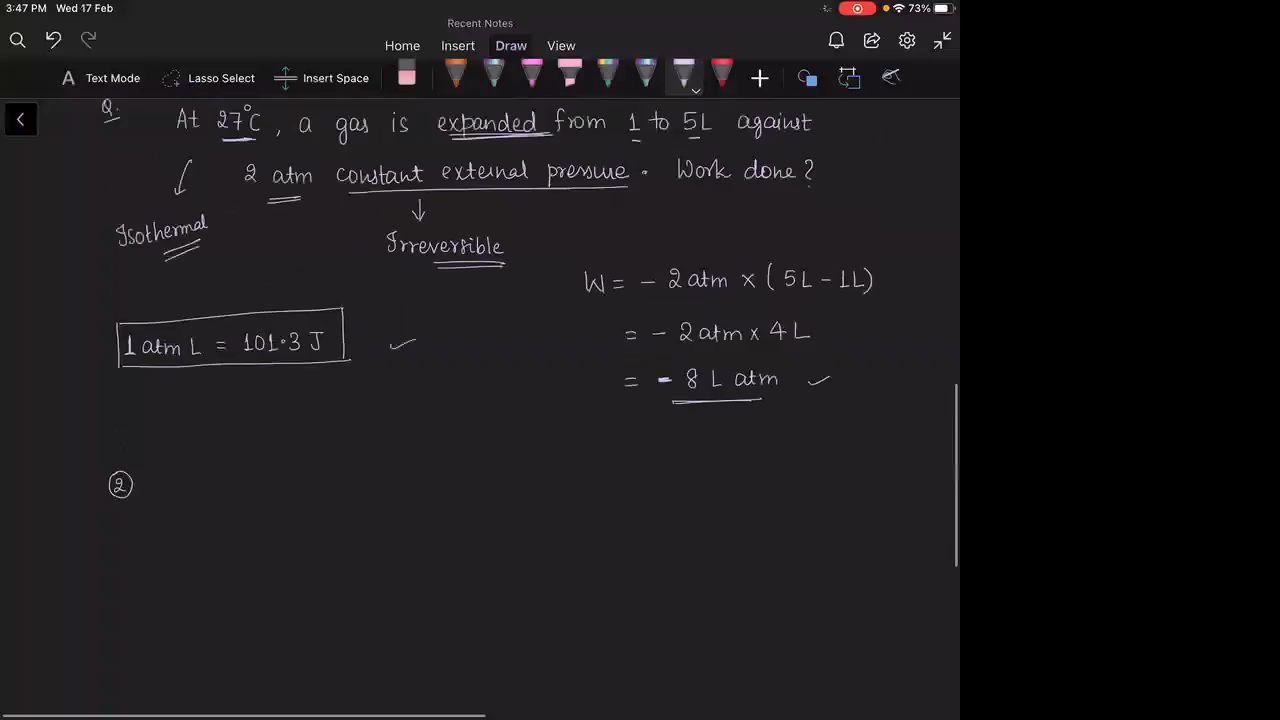 3:47 PM Wed 17 Feb
73%
Recent Notes
Home Insert Draw View
A Text Mode Lasso Select Insert Space
Q. At 27°C, a gas is expanded from 1 to 5L against
2 atm constant external pressure. Work done?
Isothermal
Irreversible
W = - 2 atm × (5L - 1L)
1 atm L = 101.3 J
= - 2 atm × 4 L
= - 8 L atm
②